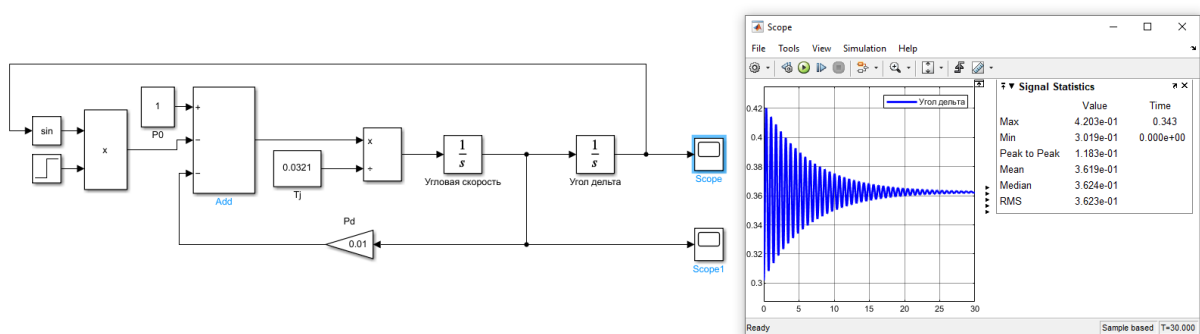 sin
x
1
P0
+
−
−
Add
0.0321
Tj
x
÷
1
s
Угловая скорость
1
s
Угол дельта
Scope
Pd
0.01
Scope1
Scope
File Tools View Simulation Help
Угол дельта
0.42
0.4
0.38
0.36
0.34
0.32
0.3
0 5 10 15 20 25 30
Signal Statistics
Value Time
Max 4.203e-01 0.343
Min 3.019e-01 0.000e+00
Peak to Peak 1.183e-01
Mean 3.619e-01
Median 3.624e-01
RMS 3.623e-01
Ready Sample based T=30.000